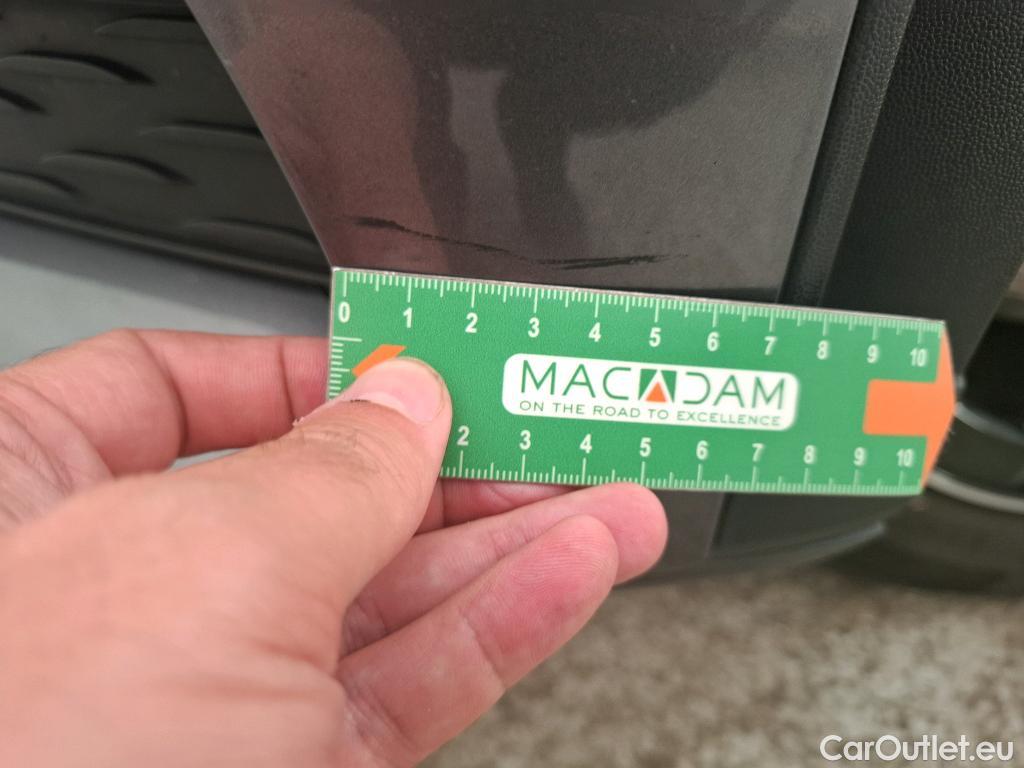 0 1 2 3 4 5 6 7 8 9 10
MACADAM
ON THE ROAD TO EXCELLENCE
2 3 4 5 6 7 8 9 10
CarOutlet.eu